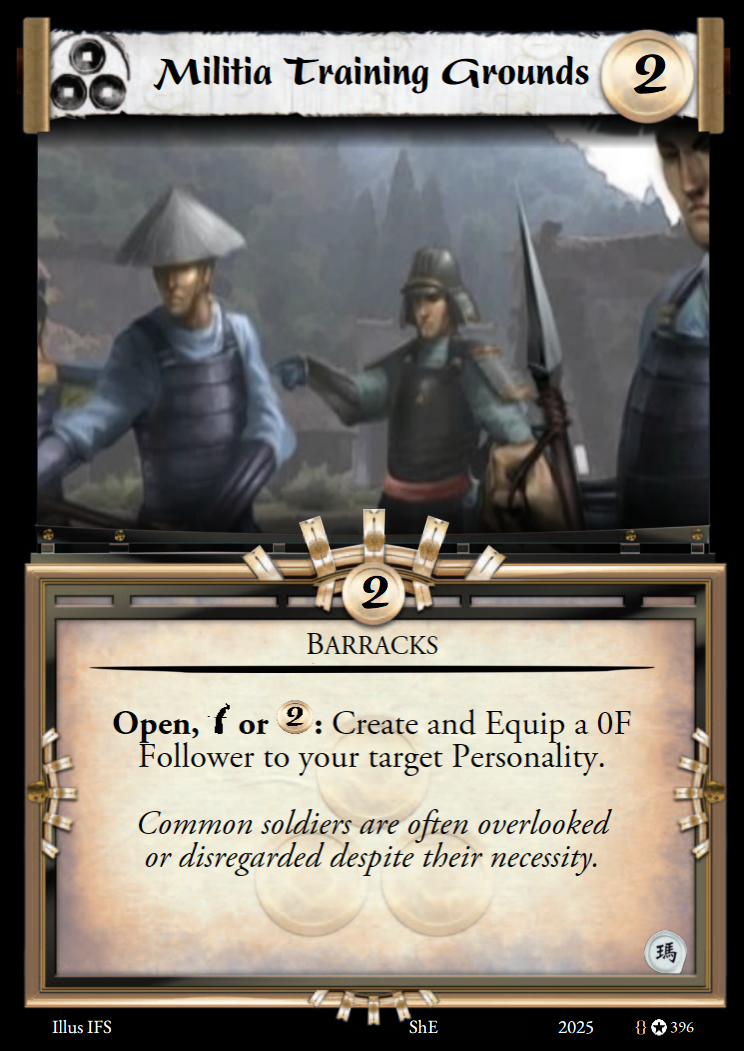 Militia Training Grounds 2
2
Barracks
Open, or 2: Create and Equip a 0F
Follower to your target Personality.
Common soldiers are often overlooked
or disregarded despite their necessity.
瑪
Illus IFS ShE 2025 {} 396